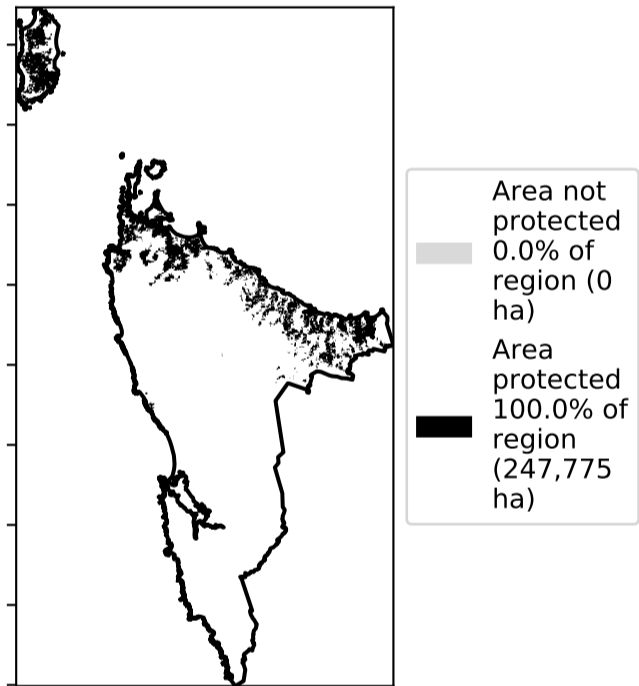 Area not
protected
0.0% of
region (0
ha)
Area
protected
100.0% of
region
(247,775
ha)